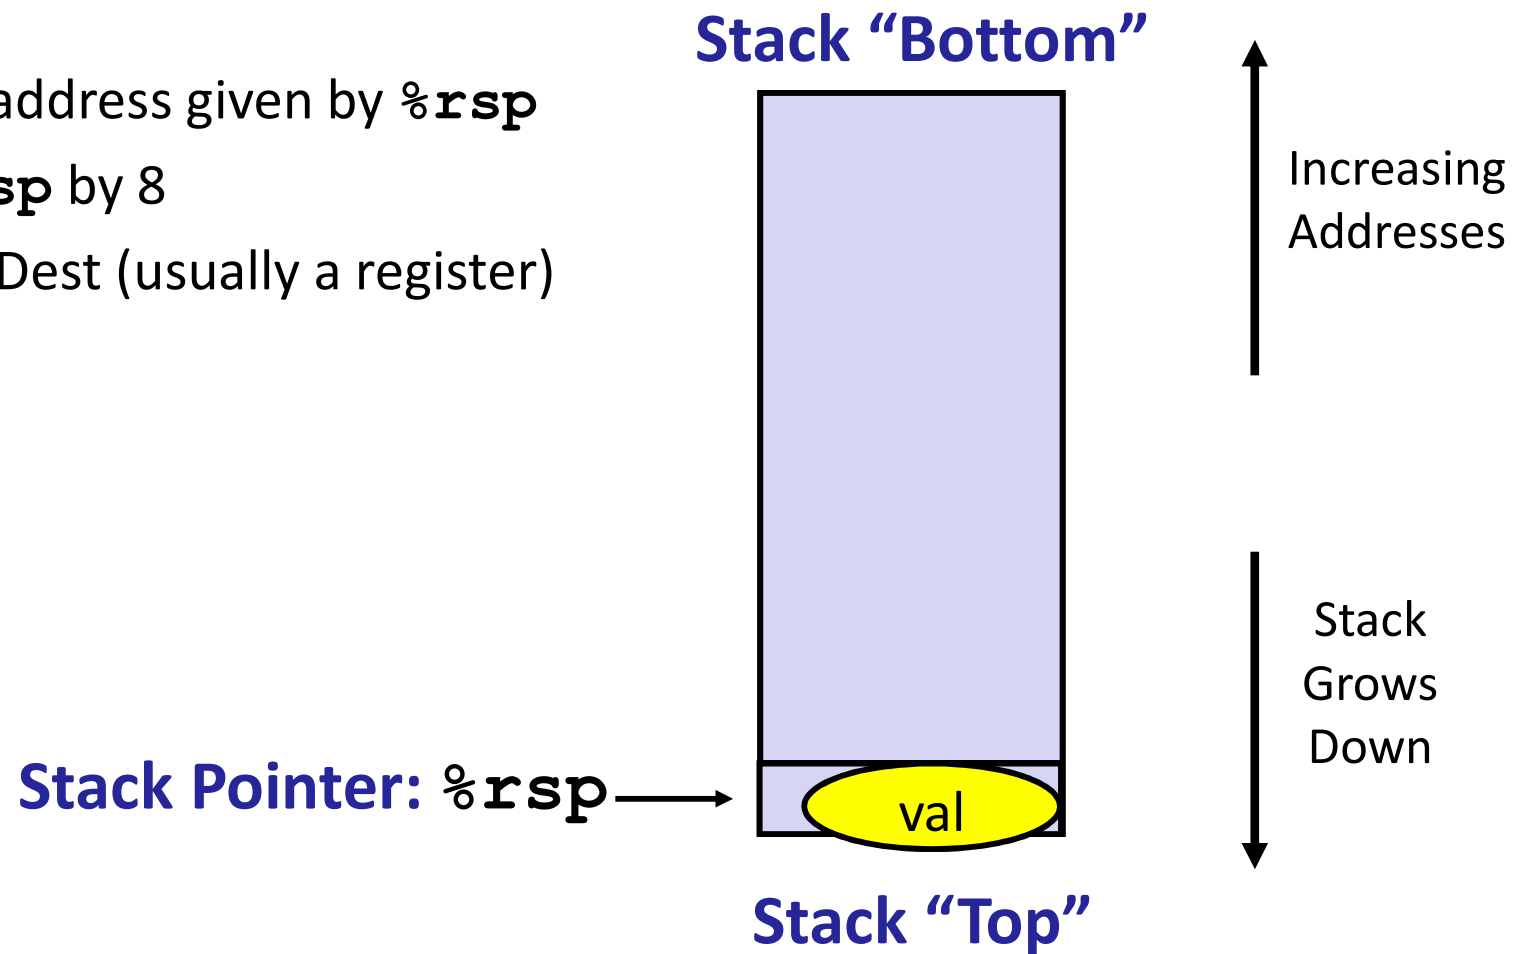 Stack “Bottom”
address given by %rsp
sp by 8
Dest (usually a register)
Increasing
Addresses
Stack
Grows
Down
Stack Pointer: %rsp
val
Stack “Top”